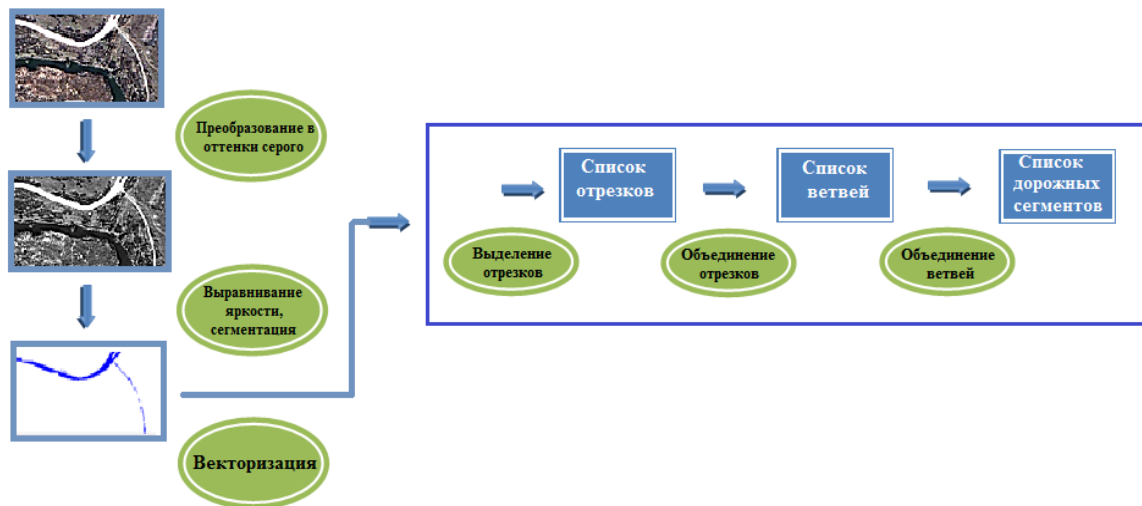 Преобразование в
оттенки серого
Выравнивание
яркости,
сегментация
Векторизация
Список
отрезков
Список
ветвей
Список
дорожных
сегментов
Выделение
отрезков
Объединение
отрезков
Объединение
ветвей